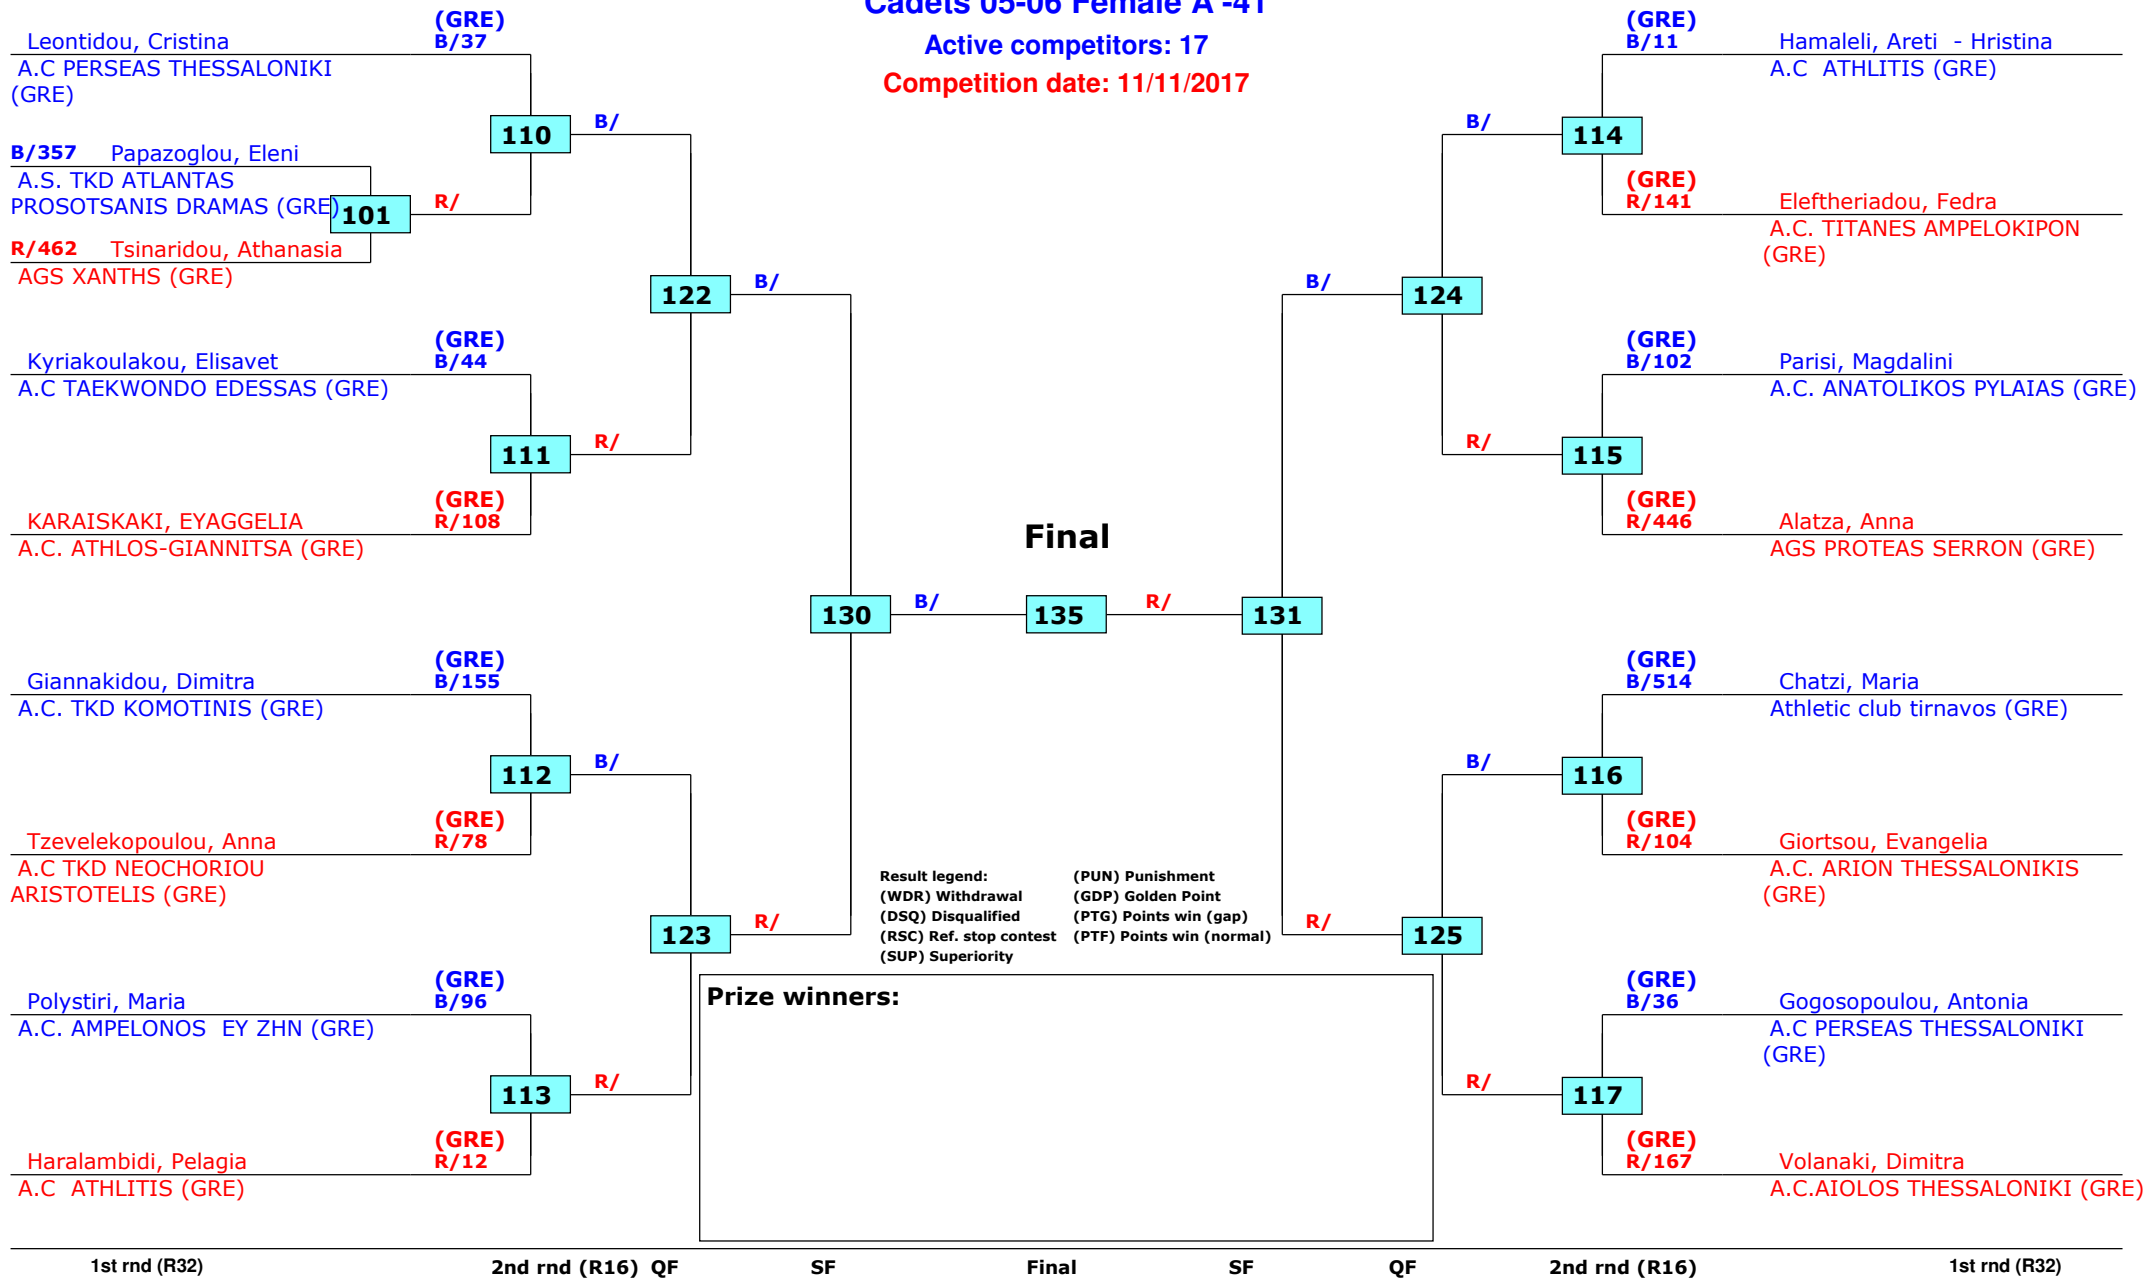 Cadets 05-06 Female A -41
Active competitors: 17
Competition date: 11/11/2017
(GRE)
Leontidou, Cristina B/37
A.C PERSEAS THESSALONIKI
(GRE)
110 B/
B/357 Papazoglou, Eleni
A.S. TKD ATLANTAS
PROSOTSANIS DRAMAS (GRE)
101 R/
R/462 Tsinaridou, Athanasia
AGS XANTHS (GRE)
122 B/
(GRE)
Kyriakoulakou, Elisavet B/44
A.C TAEKWONDO EDESSAS (GRE)
111 R/
(GRE)
KARAISKAKI, EYAGGELIA R/108
A.C. ATHLOS-GIANNITSA (GRE)
(GRE)
Giannakidou, Dimitra B/155
A.C. TKD KOMOTINIS (GRE)
112 B/
(GRE)
Tzevelekopoulou, Anna R/78
A.C TKD NEOCHORIOU
ARISTOTELIS (GRE)
123 R/
(GRE)
Polystiri, Maria B/96
A.C. AMPELONOS EY ZHN (GRE)
113 R/
(GRE)
Haralambidi, Pelagia R/12
A.C ATHLITIS (GRE)
Final
130 B/ 135 R/ 131
(GRE)
B/11 Hamaleli, Areti - Hristina
A.C ATHLITIS (GRE)
B/ 114
(GRE)
R/141 Eleftheriadou, Fedra
A.C. TITANES AMPELOKIPON
(GRE)
B/ 124
(GRE)
B/102 Parisi, Magdalini
A.C. ANATOLIKOS PYLAIAS (GRE)
R/ 115
(GRE)
R/446 Alatza, Anna
AGS PROTEAS SERRON (GRE)
(GRE)
B/514 Chatzi, Maria
Athletic club tirnavos (GRE)
B/ 116
(GRE)
R/104 Giortsou, Evangelia
A.C. ARION THESSALONIKIS
(GRE)
R/ 125
(GRE)
B/36 Gogosopoulou, Antonia
A.C PERSEAS THESSALONIKI
(GRE)
R/ 117
(GRE)
R/167 Volanaki, Dimitra
A.C.AIOLOS THESSALONIKI (GRE)
Result legend: (PUN) Punishment
(WDR) Withdrawal (GDP) Golden Point
(DSQ) Disqualified (PTG) Points win (gap)
(RSC) Ref. stop contest (PTF) Points win (normal)
(SUP) Superiority
Prize winners:
1st rnd (R32) 2nd rnd (R16) QF SF Final SF QF 2nd rnd (R16) 1st rnd (R32)